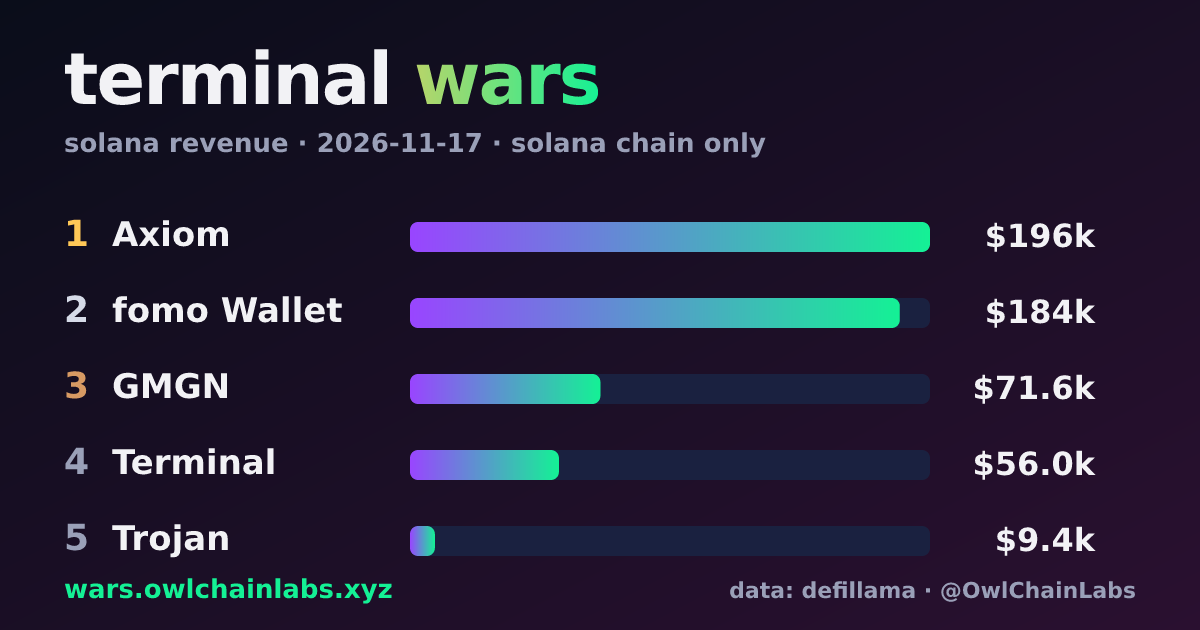 terminal wars
solana revenue · 2026-11-17 · solana chain only
1 Axiom $196k
2 fomo Wallet $184k
3 GMGN $71.6k
4 Terminal $56.0k
5 Trojan $9.4k
wars.owlchainlabs.xyz data: defillama · @OwlChainLabs